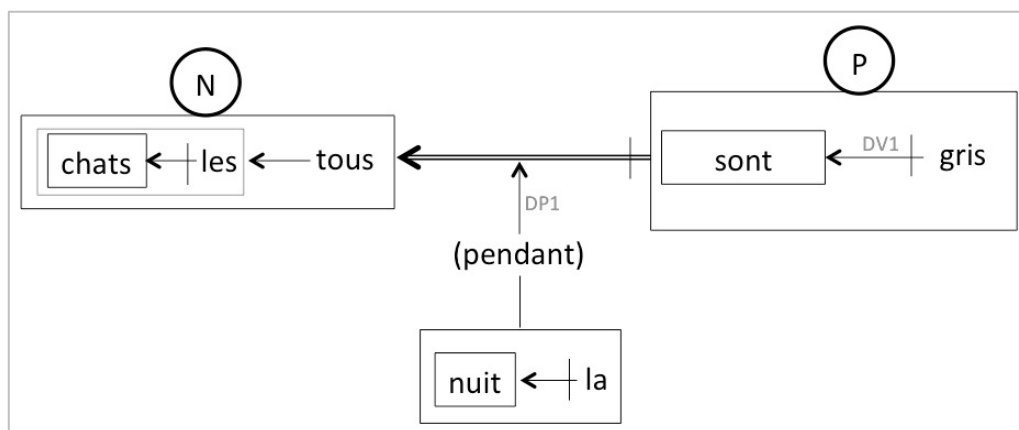 N
P
chats les tous
sont DV1 gris
DP1
(pendant)
nuit la